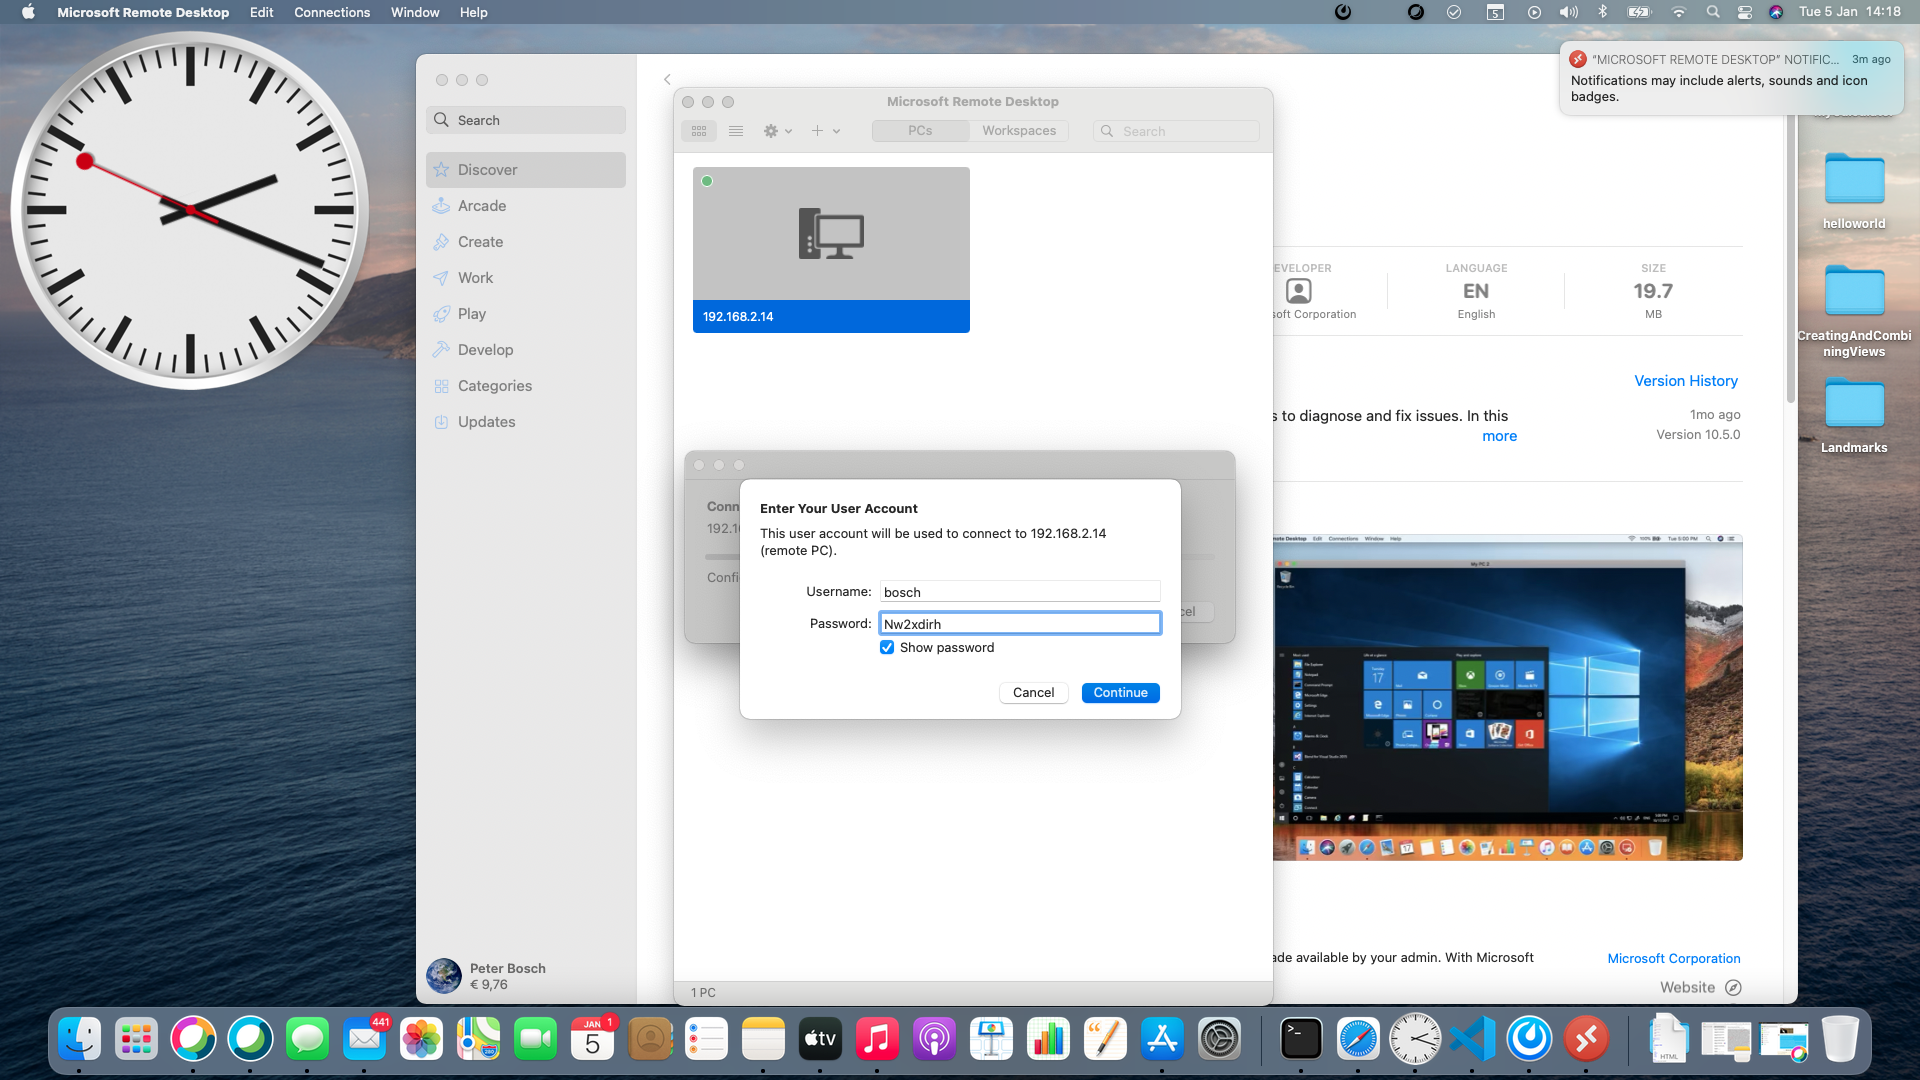 Microsoft Remote Desktop Edit Connections Window Help
5 Tue 5 Jan 14:18
"MICROSOFT REMOTE DESKTOP" NOTIFIC... 3m ago
Notifications may include alerts, sounds and icon
badges.
Search
Discover
Arcade
Create
Work
Play
Develop
Categories
Updates
Peter Bosch
€ 9,76
Microsoft Remote Desktop
PCs Workspaces Search
192.168.2.14
Conn
192.1
Confi
cel
Enter Your User Account
This user account will be used to connect to 192.168.2.14
(remote PC).
Username: bosch
Password: Nw2xdirh
Show password
Cancel Continue
1 PC
EVELOPER LANGUAGE SIZE
EN 19.7
soft Corporation English MB
Version History
s to diagnose and fix issues. In this 1mo ago
more Version 10.5.0
ade available by your admin. With Microsoft Microsoft Corporation
Website
helloworld
CreatingAndCombi
ningViews
Landmarks
441
JAN 1
5
280
tv
HTML